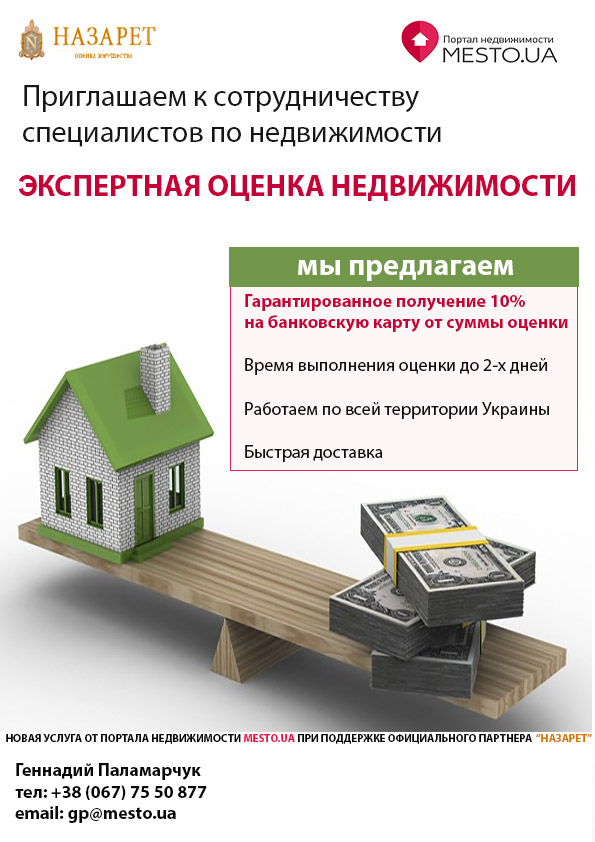 НАЗАРЕТ
оценка имущества
Портал недвижимости
MESTO.UA
Приглашаем к сотрудничеству
специалистов по недвижимости
ЭКСПЕРТНАЯ ОЦЕНКА НЕДВИЖИМОСТИ
мы предлагаем
Гарантированное получение 10%
на банковскую карту от суммы оценки
Время выполнения оценки до 2-х дней
Работаем по всей территории Украины
Быстрая доставка
НОВАЯ УСЛУГА ОТ ПОРТАЛА НЕДВИЖИМОСТИ MESTO.UA ПРИ ПОДДЕРЖКЕ ОФИЦИАЛЬНОГО ПАРТНЕРА “НАЗАРЕТ”
Геннадий Паламарчук
тел: +38 (067) 75 50 877
email: gp@mesto.ua